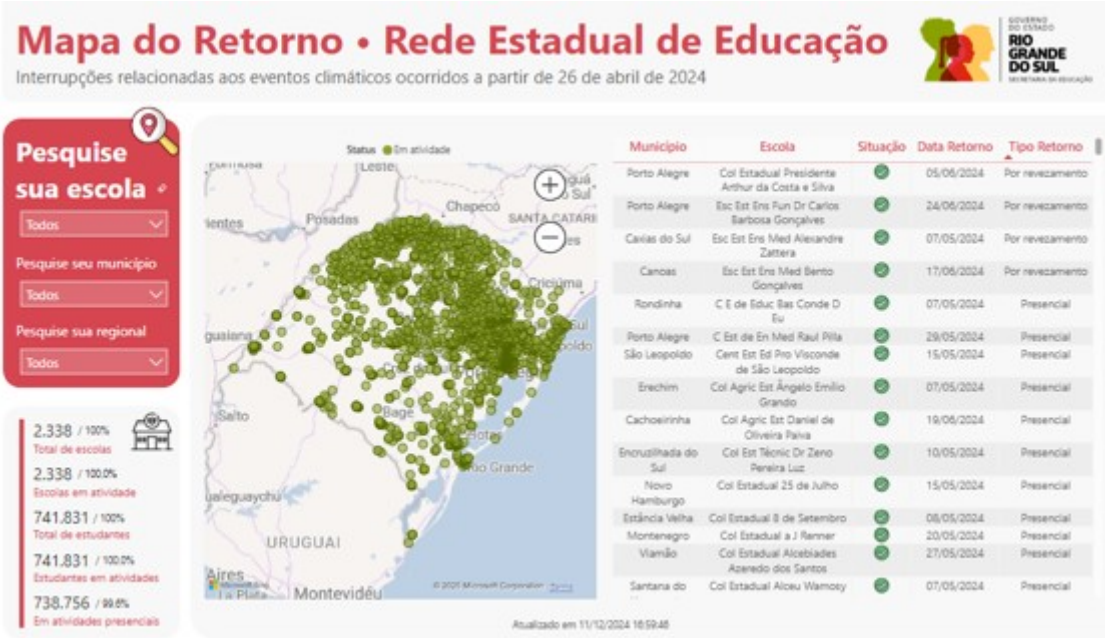 Mapa do Retorno • Rede Estadual de Educação
Interrupções relacionadas aos eventos climáticos ocorridos a partir de 26 de abril de 2024
GOVERNO
DO ESTADO
RIO
GRANDE
DO SUL
SECRETARIA DA EDUCAÇÃO
Pesquise
sua escola
Todos
Pesquise seu município
Todos
Pesquise sua regional
Todos
2.338 / 100%
Total de escolas
2.338 / 100.0%
Escolas em atividade
741.831 / 100%
Total de estudantes
741.831 / 100.0%
Estudantes em atividades
738.756 / 99.6%
Em atividades presenciais
Status Em atividade
Leste
Posadas
Chapecó
SANTA CATARI
Criciúma
guaiana
Salto
Bagé
Rio Grande
ualeguaychú
URUGUAI
Aires
La Plata
Montevidéu
© 2025 Microsoft Corporation
Município Escola Situação Data Retorno Tipo Retorno
Porto Alegre Col Estadual Presidente Arthur da Costa e Silva 05/06/2024 Por revezamento
Porto Alegre Esc Est Ens Fun Dr Carlos Barbosa Gonçalves 24/06/2024 Por revezamento
Caxias do Sul Esc Est Ens Med Alexandre Zattera 07/05/2024 Por revezamento
Canoas Esc Est Ens Med Bento Gonçalves 17/06/2024 Por revezamento
Rondinha C E de Educ Bas Conde D Eu 07/05/2024 Presencial
Porto Alegre C Est de En Med Raul Pilla 29/05/2024 Presencial
São Leopoldo Cent Est Ed Pro Visconde de São Leopoldo 15/05/2024 Presencial
Erechim Col Agric Est Ângelo Emílio Grando 07/05/2024 Presencial
Cachoeirinha Col Agric Est Daniel de Oliveira Paiva 19/06/2024 Presencial
Encruzilhada do Sul Col Est Técnic Dr Zeno Pereira Luz 10/05/2024 Presencial
Novo Hamburgo Col Estadual 25 de Julho 15/05/2024 Presencial
Estância Velha Col Estadual 8 de Setembro 08/05/2024 Presencial
Montenegro Col Estadual a J Renner 20/05/2024 Presencial
Viamão Col Estadual Alcebiades Azeredo dos Santos 27/05/2024 Presencial
Santana do Col Estadual Alceu Wamosy 07/05/2024 Presencial
Atualizado em 11/12/2024 16:59:46